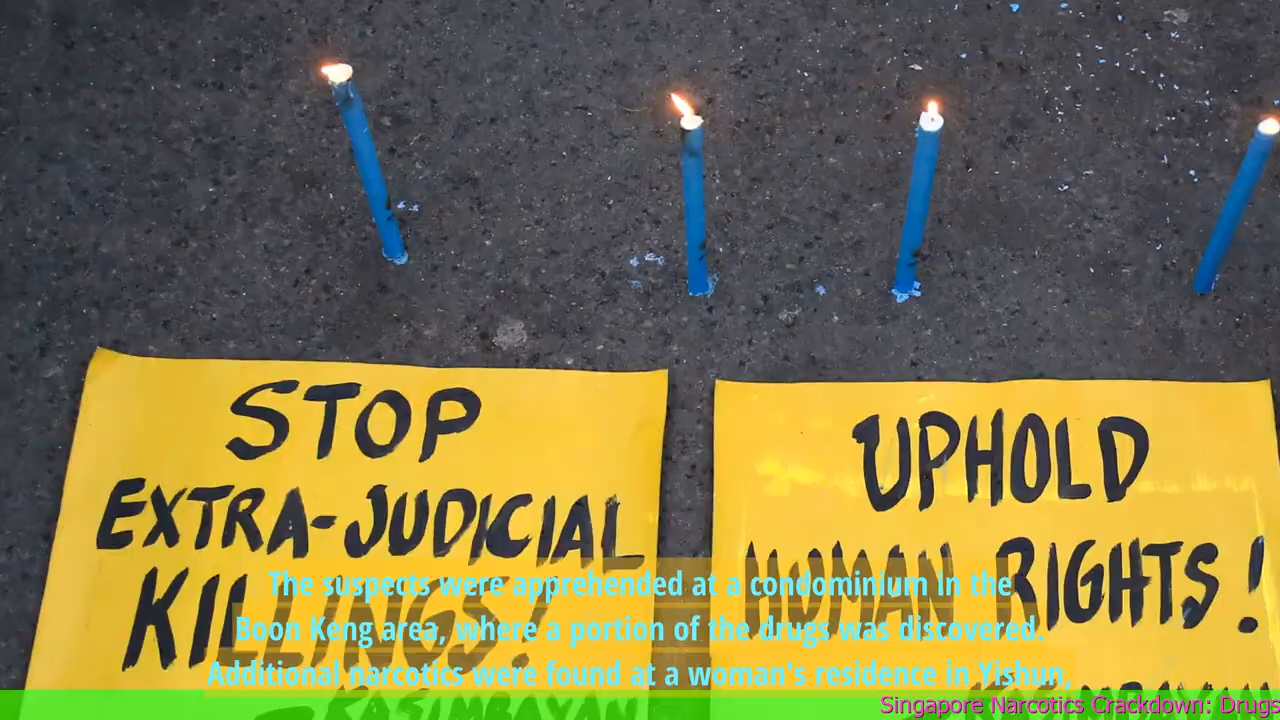 STOP
EXTRA-JUDICIAL
KILLINGS!
KASIMBAYAN
UPHOLD
HUMAN RIGHTS!
The suspects were apprehended at a condominium in the
Boon Keng area, where a portion of the drugs was discovered.
Additional narcotics were found at a woman's residence in Yishun,
Singapore Narcotics Crackdown: Drugs